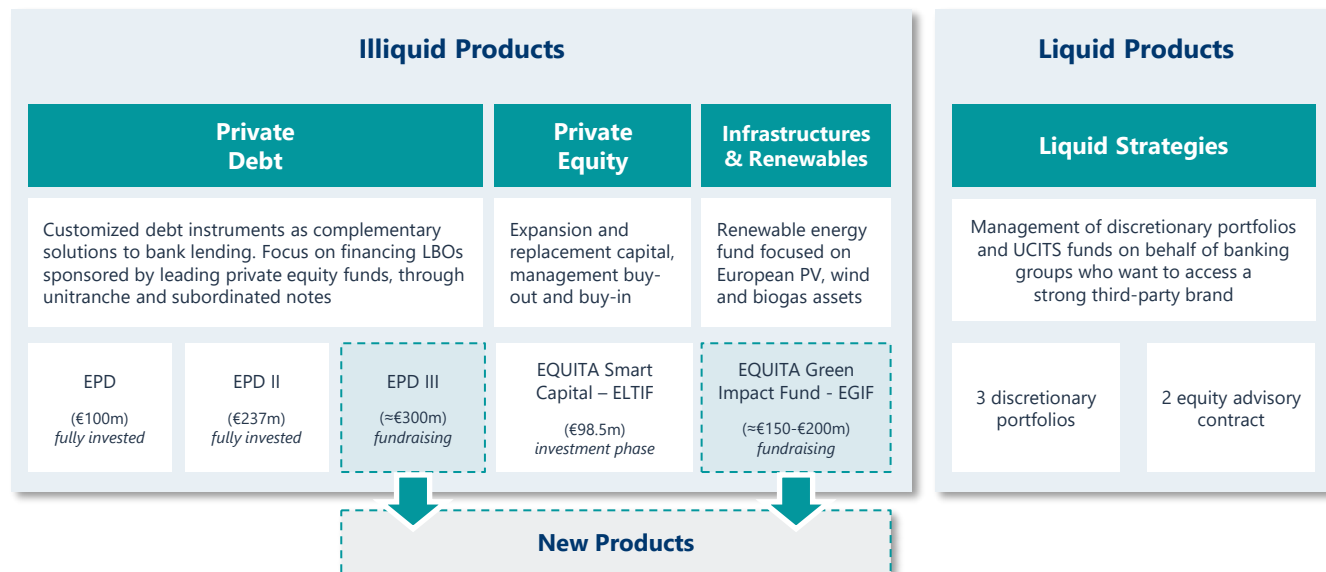 Illiquid Products
Private
Debt
Customized debt instruments as complementary
solutions to bank lending. Focus on financing LBOs
sponsored by leading private equity funds, through
unitranche and subordinated notes
EPD
(€100m)
fully invested
EPD II
(€237m)
fully invested
EPD III
(≈€300m)
fundraising
Private
Equity
Expansion and
replacement capital,
management buy-
out and buy-in
EQUITA Smart
Capital – ELTIF
(€98.5m)
investment phase
Infrastructures
& Renewables
Renewable energy
fund focused on
European PV, wind
and biogas assets
EQUITA Green
Impact Fund - EGIF
(≈€150-€200m)
fundraising
New Products
Liquid Products
Liquid Strategies
Management of discretionary portfolios
and UCITS funds on behalf of banking
groups who want to access a
strong third-party brand
3 discretionary
portfolios
2 equity advisory
contract